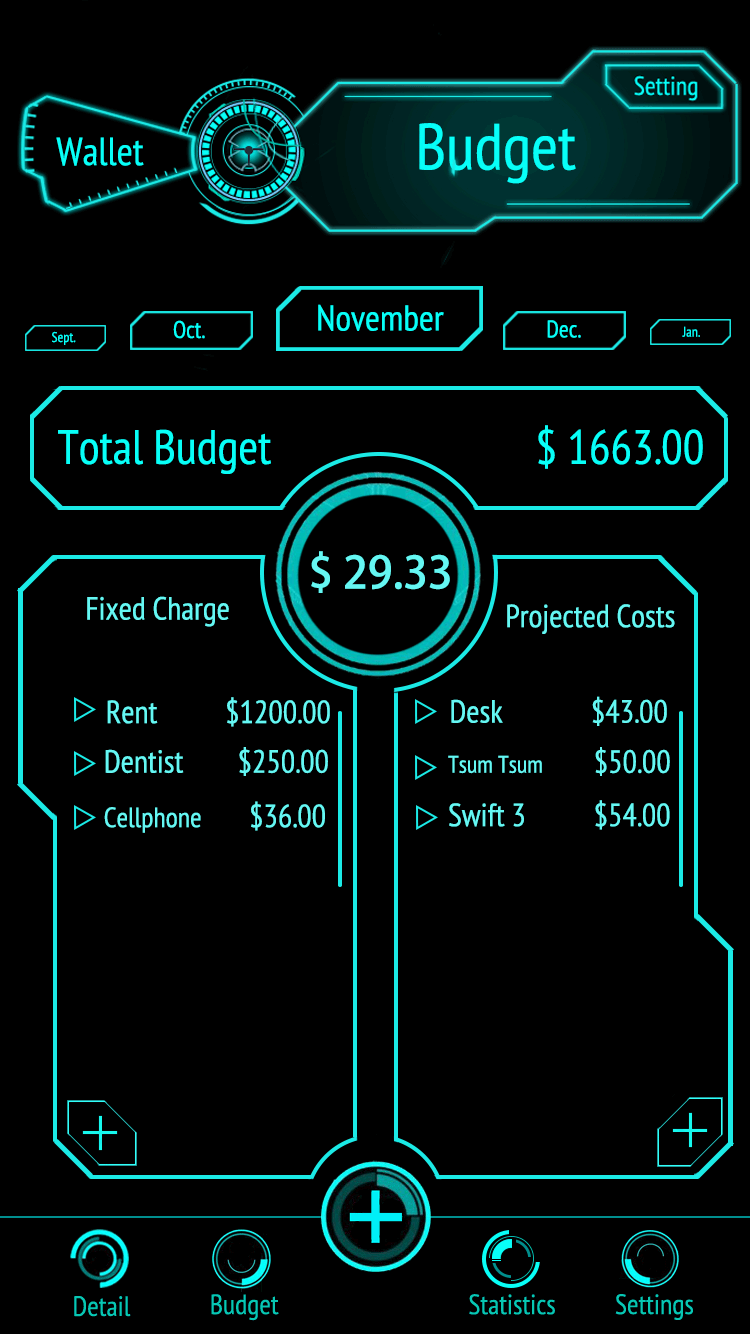 Setting
Wallet
Budget
Sept.
Oct.
November
Dec.
Jan.
Total Budget $ 1663.00
$ 29.33
Fixed Charge
Rent $1200.00
Dentist $250.00
Cellphone $36.00
Projected Costs
Desk $43.00
Tsum Tsum $50.00
Swift 3 $54.00
Detail
Budget
Statistics
Settings